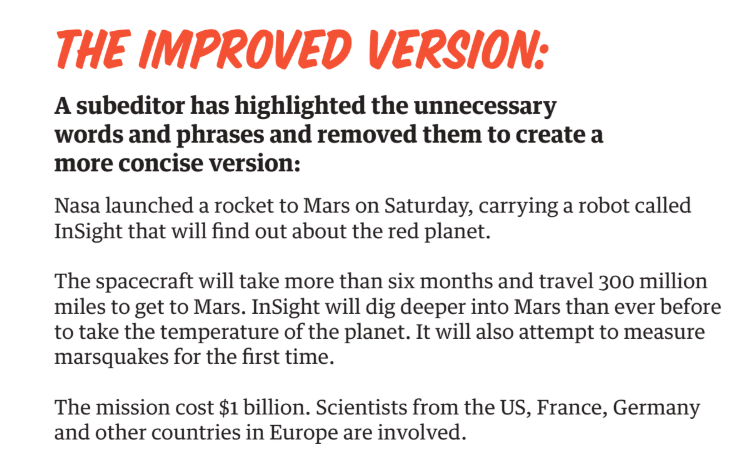 THE IMPROVED VERSION:
A subeditor has highlighted the unnecessary
words and phrases and removed them to create a
more concise version:
Nasa launched a rocket to Mars on Saturday, carrying a robot called
InSight that will find out about the red planet.
The spacecraft will take more than six months and travel 300 million
miles to get to Mars. InSight will dig deeper into Mars than ever before
to take the temperature of the planet. It will also attempt to measure
marsquakes for the first time.
The mission cost $1 billion. Scientists from the US, France, Germany
and other countries in Europe are involved.